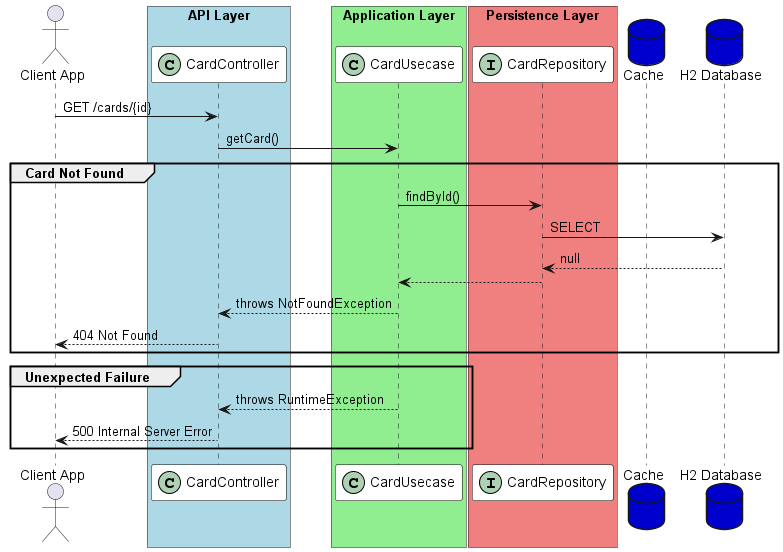 API Layer
Application Layer
Persistence Layer
Client App
C CardController
C CardUsecase
I CardRepository
Cache
H2 Database
GET /cards/{id}
getCard()
Card Not Found
findById()
SELECT
null
throws NotFoundException
404 Not Found
Unexpected Failure
throws RuntimeException
500 Internal Server Error
Client App
C CardController
C CardUsecase
I CardRepository
Cache
H2 Database